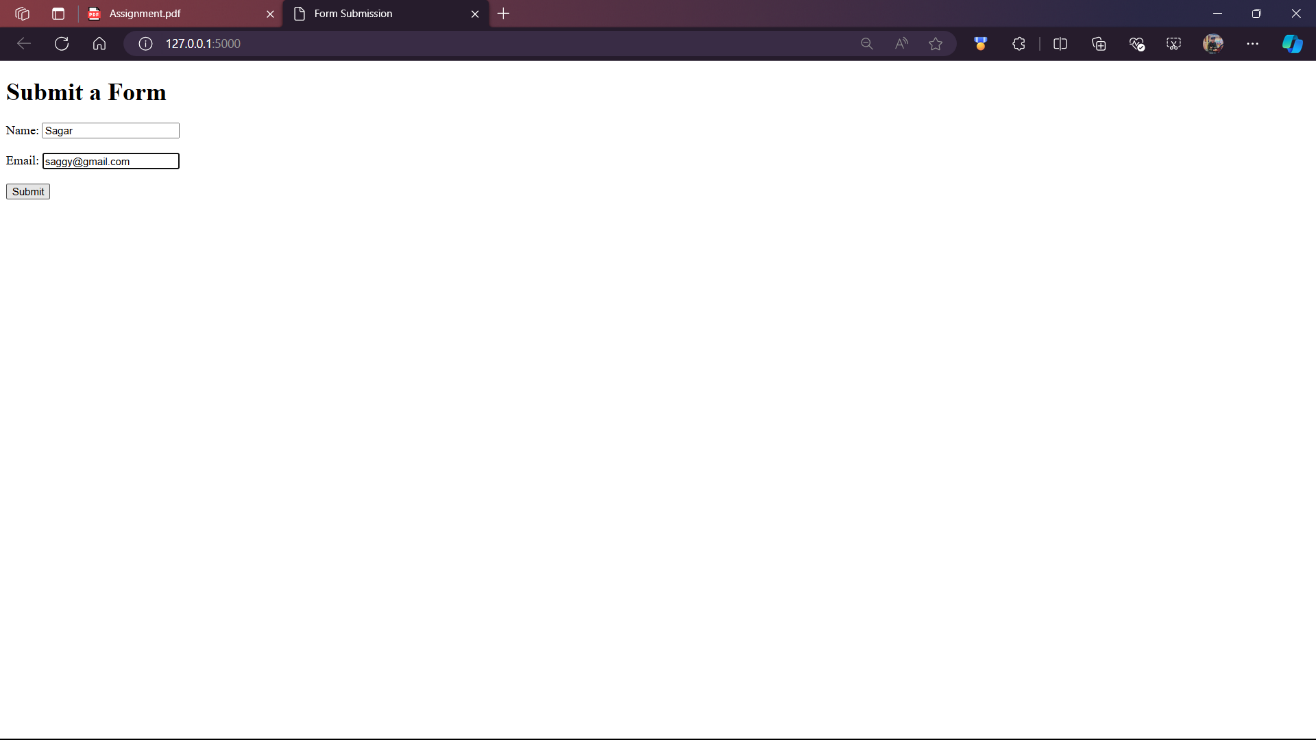 Assignment.pdf
Form Submission
127.0.0.1:5000
Submit a Form
Name: Sagar
Email: saggy@gmail.com
Submit